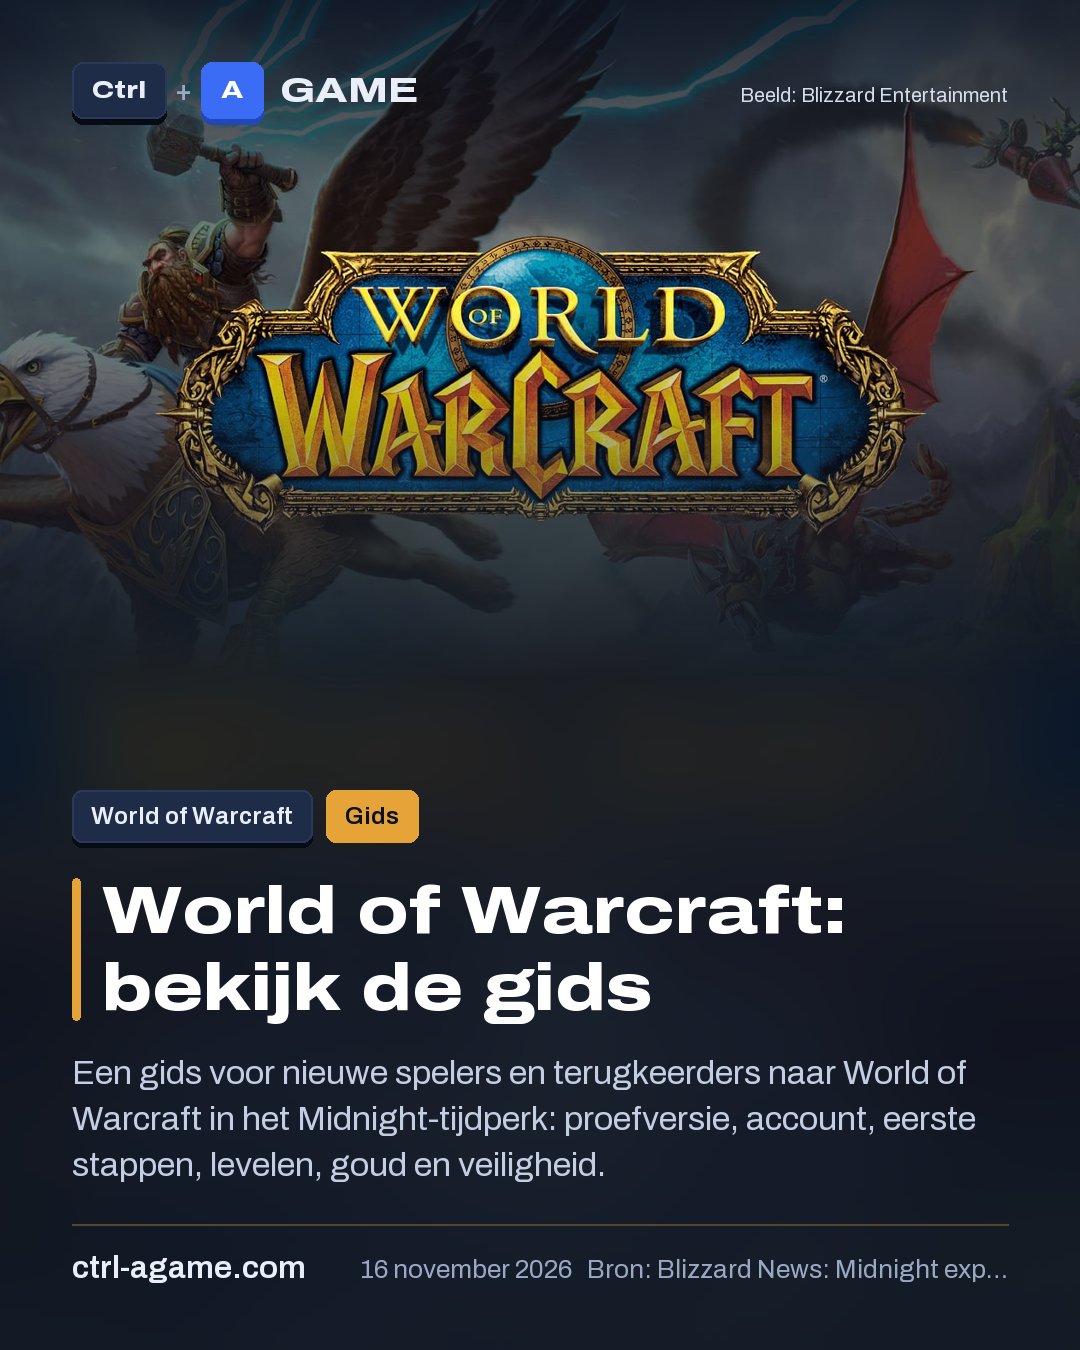 Ctrl + A GAME
Beeld: Blizzard Entertainment
WORLD OF
WARCRAFT ®
World of Warcraft
Gids
World of Warcraft:
bekijk de gids
Een gids voor nieuwe spelers en terugkeerders naar World of
Warcraft in het Midnight-tijdperk: proefversie, account, eerste
stappen, levelen, goud en veiligheid.
ctrl-agame.com
16 november 2026 Bron: Blizzard News: Midnight exp...